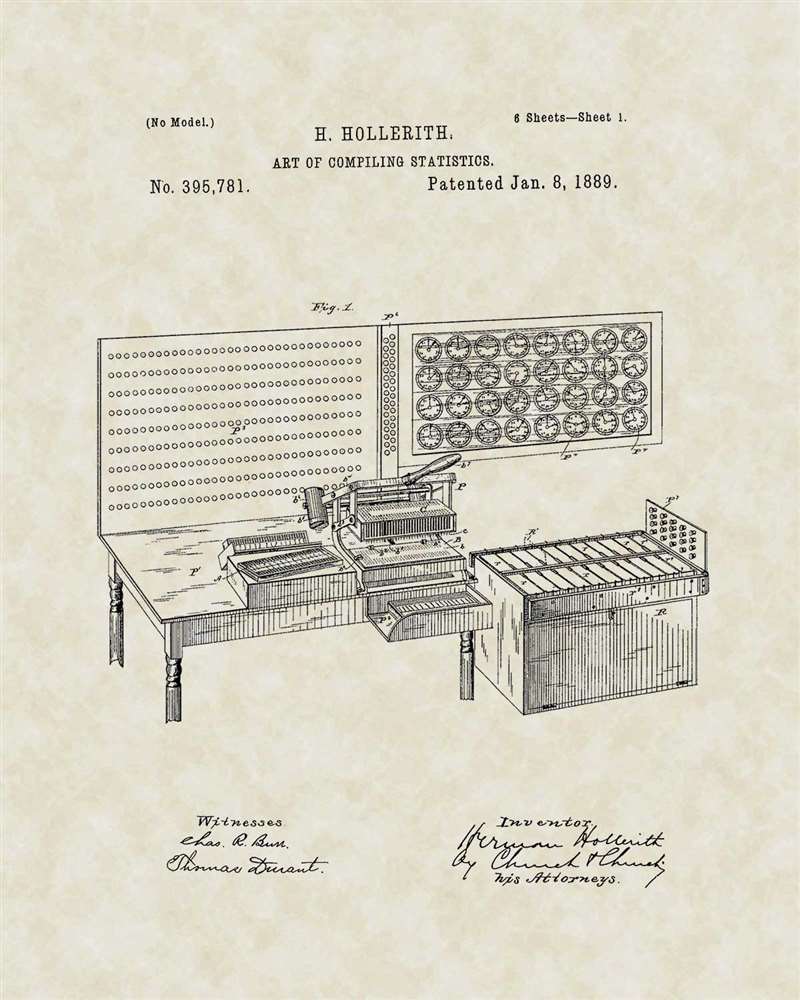 (No Model.)
6 Sheets—Sheet 1.
H. HOLLERITH.
ART OF COMPILING STATISTICS.
No. 395,781.
Patented Jan. 8, 1889.
Fig. 1.
Witnesses
Chas. R. Burr.
Thomas Durant.
Inventor,
Herman Hollerith
by Church & Church
his Attorneys.